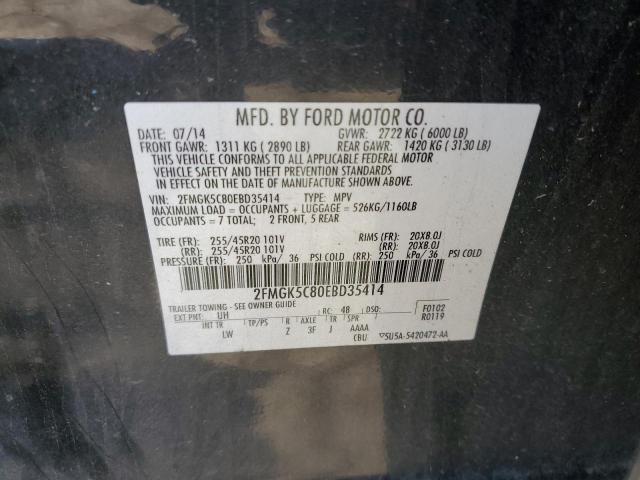 MFD. BY FORD MOTOR CO.
DATE: 07/14 GVWR: 2722 KG ( 6000 LB)
FRONT GAWR: 1311 KG ( 2890 LB) REAR GAWR: 1420 KG ( 3130 LB)
THIS VEHICLE CONFORMS TO ALL APPLICABLE FEDERAL MOTOR
VEHICLE SAFETY AND THEFT PREVENTION STANDARDS
IN EFFECT ON THE DATE OF MANUFACTURE SHOWN ABOVE.
VIN: 2FMGK5C80EBD35414 TYPE: MPV
MAXIMUM LOAD = OCCUPANTS + LUGGAGE = 526KG/1160LB
OCCUPANTS = 7 TOTAL; 2 FRONT, 5 REAR
TIRE (FR): 255/45R20 101V RIMS (FR): 20X8.0J
(RR): 255/45R20 101V (RR): 20X8.0J
PRESSURE (FR): 250 kPa/ 36 PSI COLD (RR): 250 kPa/ 36 PSI COLD
2FMGK5C80EBD35414
TRAILER TOWING - SEE OWNER GUIDE
EXT PNT: UH RC: 48 DSO: F0102
R0119
INT TR TP/PS R AXLE TR SPR
LW Z 3F J AAAA
CBU ▽5U5A-5420472-AA